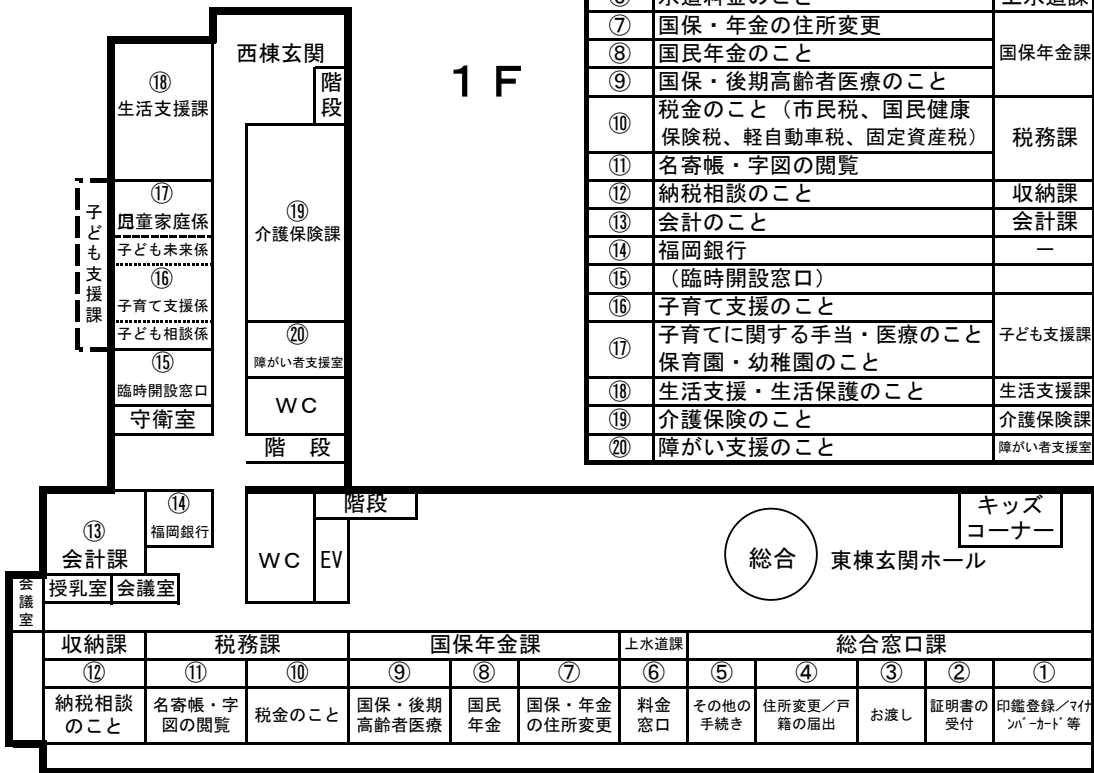 西棟玄関
1 F
階
段
⑱
生活支援課
⑰
児童家庭係
子ども未来係
⑯
子育て支援係
子ども相談係
子ども支援課
⑮
臨時開設窓口
守衛室
⑲
介護保険課
⑳
障がい者支援室
WC
階 段
水道料金のこと 上水道課
⑦ 国保・年金の住所変更
⑧ 国民年金のこと 国保年金課
⑨ 国保・後期高齢者医療のこと
⑩ 税金のこと（市民税、国民健康
保険税、軽自動車税、固定資産税） 税務課
⑪ 名寄帳・字図の閲覧
⑫ 納税相談のこと 収納課
⑬ 会計のこと 会計課
⑭ 福岡銀行 －
⑮ （臨時開設窓口）
⑯ 子育て支援のこと 子ども支援課
⑰ 子育てに関する手当・医療のこと
保育園・幼稚園のこと
⑱ 生活支援・生活保護のこと 生活支援課
⑲ 介護保険のこと 介護保険課
⑳ 障がい支援のこと 障がい者支援室
⑬
会計課
⑭
福岡銀行
授乳室 会議室
会議室
WC
EV
階段
総合
東棟玄関ホール
キッズ
コーナー
収納課 税務課 国保年金課 上水道課 総合窓口課
⑫ ⑪ ⑩ ⑨ ⑧ ⑦ ⑥ ⑤ ④ ③ ② ①
納税相談
のこと
名寄帳・字
図の閲覧
税金のこと
国保・後期
高齢者医療
国民
年金
国保・年金
の住所変更
料金
窓口
その他の
手続き
住所変更／戸
籍の届出
お渡し
証明書の
受付
印鑑登録／マイナ
ンバーカード等